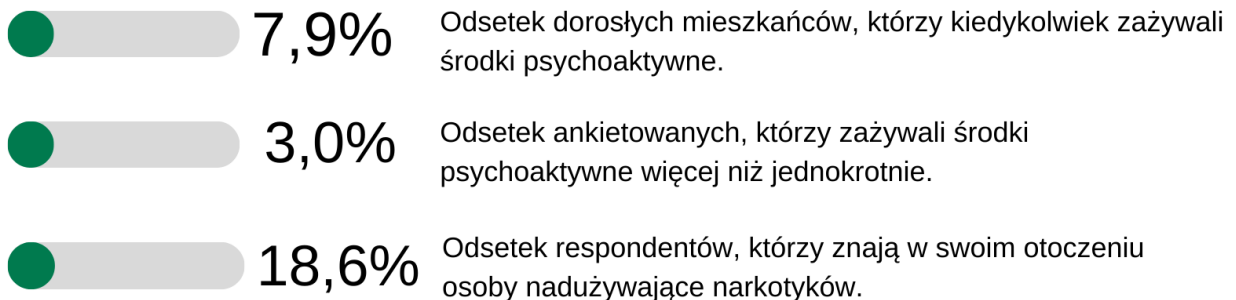 7,9%
Odsetek dorosłych mieszkańców, którzy kiedykolwiek zażywali
środki psychoaktywne.
3,0%
Odsetek ankietowanych, którzy zażywali środki
psychoaktywne więcej niż jednokrotnie.
18,6%
Odsetek respondentów, którzy znają w swoim otoczeniu
osoby nadużywające narkotyków.